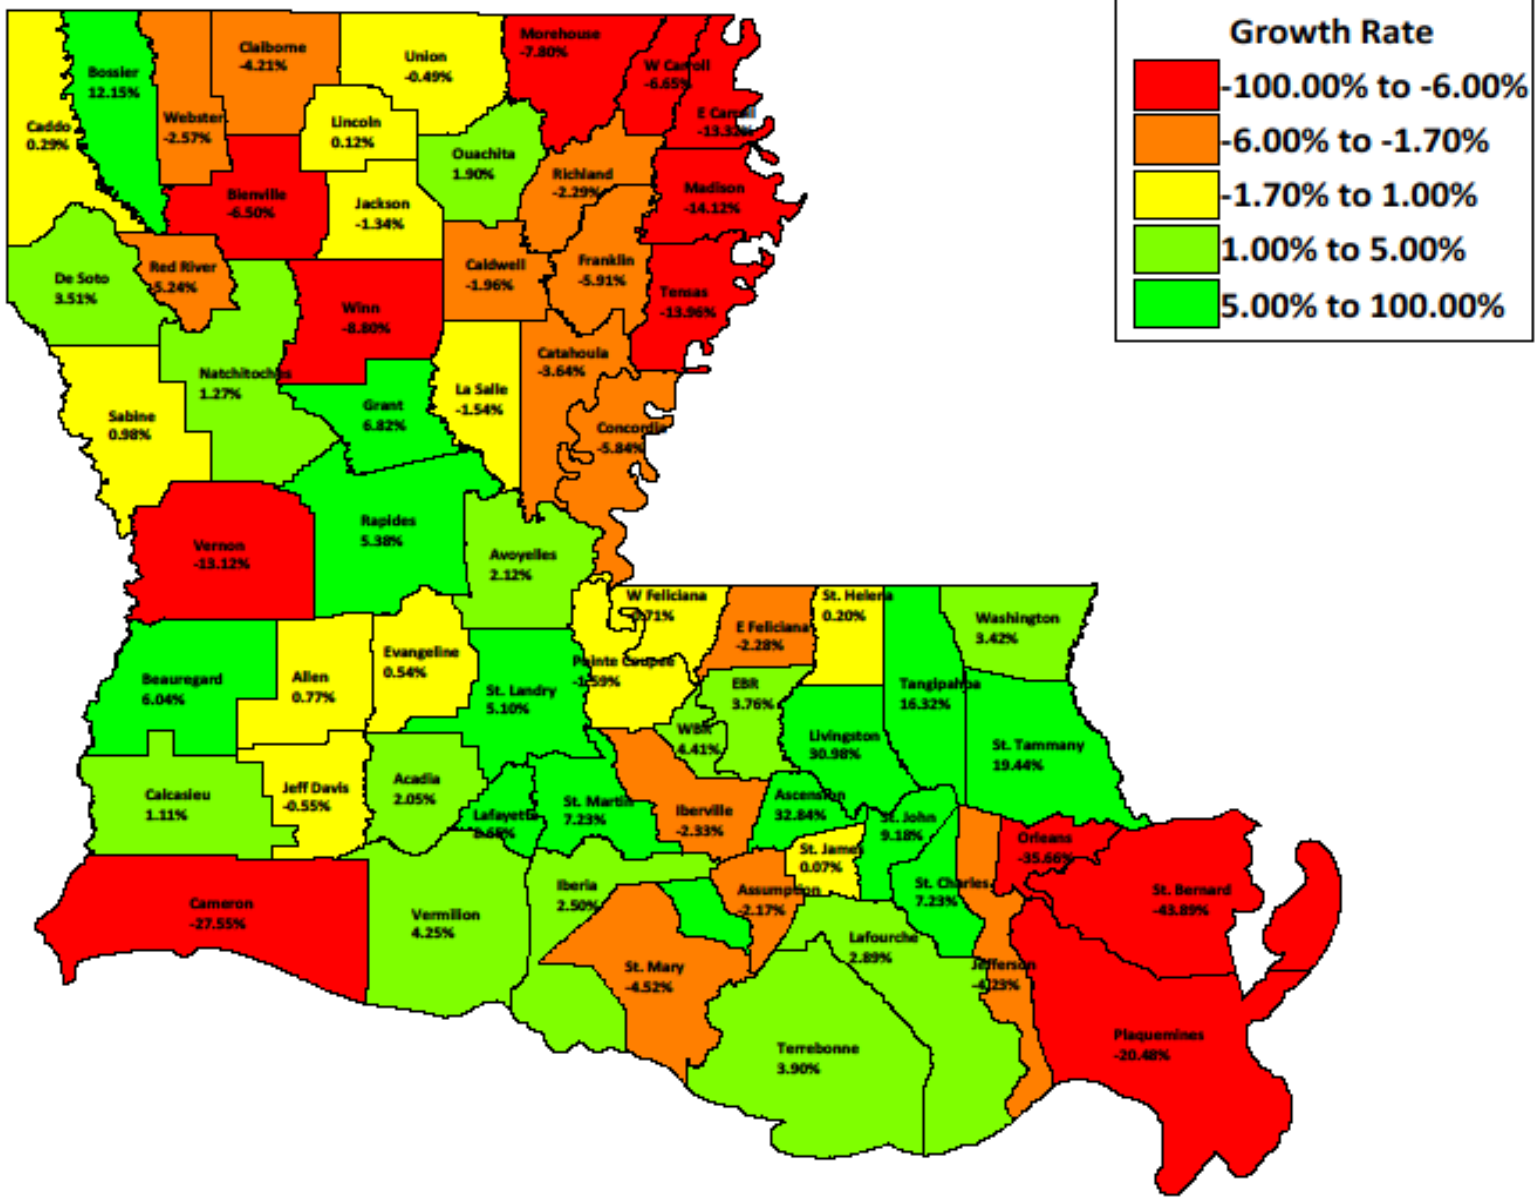 Growth Rate
-100.00% to -6.00%
-6.00% to -1.70%
-1.70% to 1.00%
1.00% to 5.00%
5.00% to 100.00%
Morehouse
-7.80%
Claiborne
-4.21%
Union
-0.49%
W Carroll
-6.65%
Bossier
12.15%
E Carroll
Webster
-2.57%
Caddo
0.29%
Lincoln
0.12%
Ouachita
1.90%
Richland
-2.29%
Madison
-14.12%
Bienville
-6.50%
Jackson
-1.34%
De Soto
3.51%
Red River
-5.24%
Caldwell
-1.96%
Franklin
-5.91%
Tensas
-13.96%
Winn
-8.80%
Catahoula
-3.64%
Natchitoches
1.27%
La Salle
-1.54%
Grant
6.82%
Sabine
0.98%
Concordia
-5.84%
Rapides
5.38%
Vernon
-13.12%
Avoyelles
2.12%
W Feliciana
St. Helena
0.20%
E Feliciana
-2.28%
Washington
3.42%
Evangeline
0.54%
Pointe Coupee
-1.59%
Beauregard
6.04%
Allen
0.77%
St. Landry
5.10%
EBR
3.76%
Tangipahoa
16.32%
WBR
4.41%
Livingston
30.98%
St. Tammany
19.44%
Calcasieu
1.11%
Jeff Davis
-0.55%
Acadia
2.05%
Lafayette
St. Martin
7.23%
Iberville
-2.33%
Ascension
32.84%
St. John
9.18%
St. James
0.07%
Orleans
-35.66%
Cameron
-27.55%
Vermilion
4.25%
Iberia
2.50%
Assumption
-2.17%
St. Charles
7.23%
St. Bernard
-43.89%
St. Mary
-4.52%
Lafourche
2.89%
Jefferson
-4.23%
Terrebonne
3.90%
Plaquemines
-20.48%